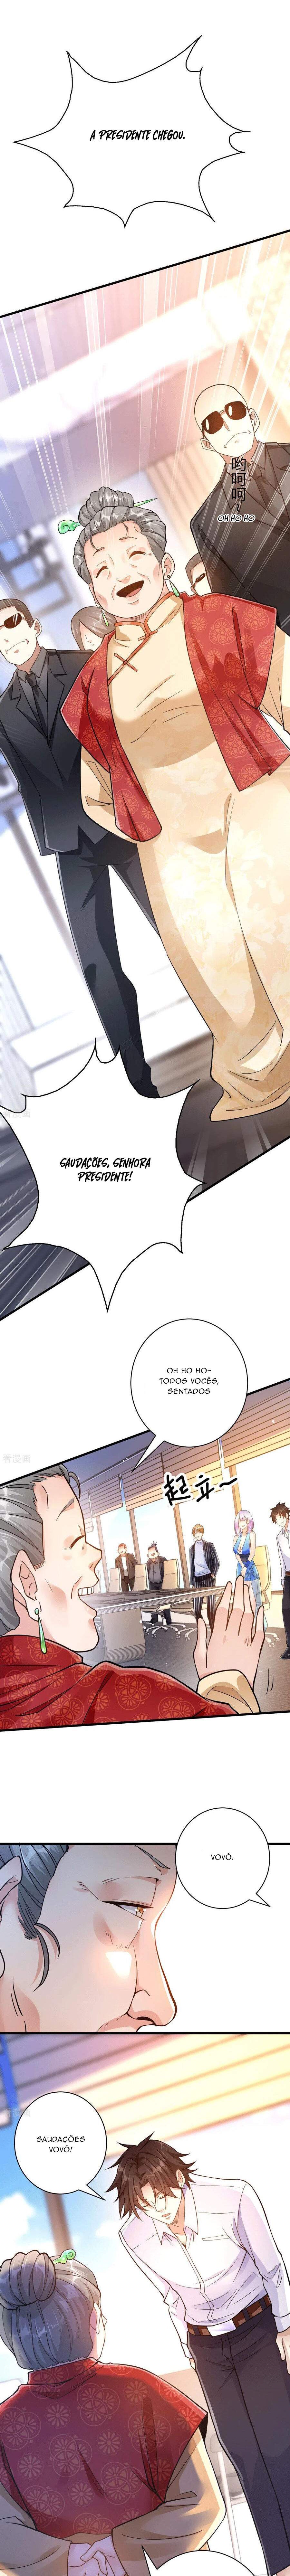 A PRESIDENTE CHEGOU.
哟呵呵~
OH HO HO
SAUDAÇÕES, SENHORA
PRESIDENTE!
OH HO HO-
TODOS VOCÊS,
SENTADOS
起立~
VOVÓ.
SAUDAÇÕES
VOVÓ!